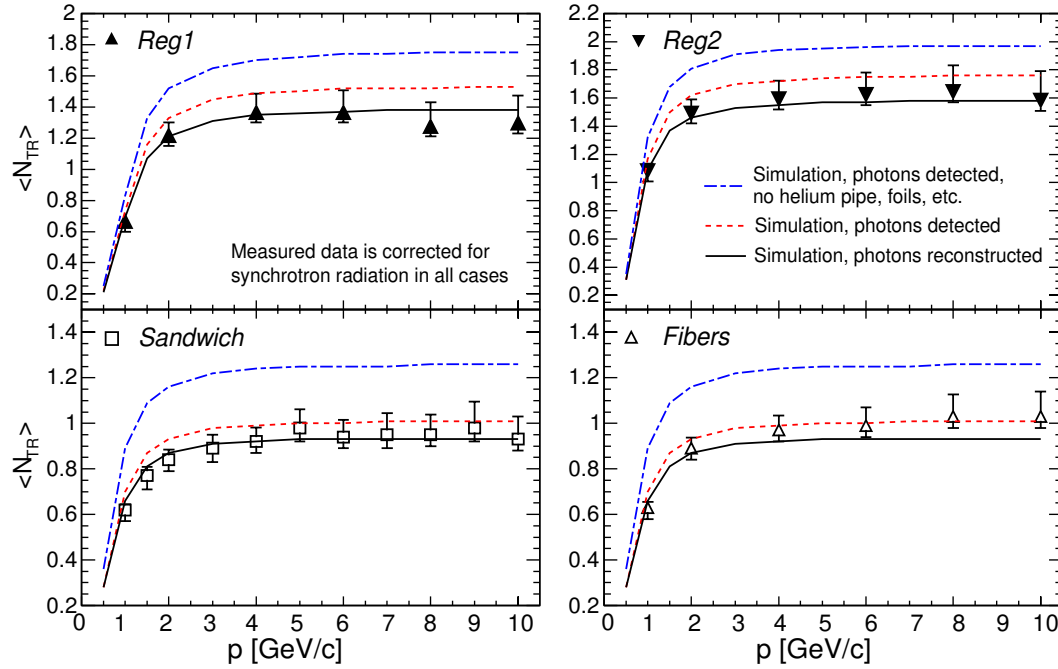 Reg1
2
1.8
1.6
1.4
1.2
1
0.8
0.6
0.4
0.2
<N_TR>
Measured data is corrected for
synchrotron radiation in all cases
Reg2
2.2
2
1.8
1.6
1.4
1.2
1
0.8
0.6
0.4
0.2
Simulation, photons detected,
no helium pipe, foils, etc.
Simulation, photons detected
Simulation, photons reconstructed
Sandwich
1.4
1.2
1
0.8
0.6
0.4
0.2
<N_TR>
0 1 2 3 4 5 6 7 8 9 10
p [GeV/c]
Fibers
1.4
1.2
1
0.8
0.6
0.4
0.2
0 1 2 3 4 5 6 7 8 9 10
p [GeV/c]